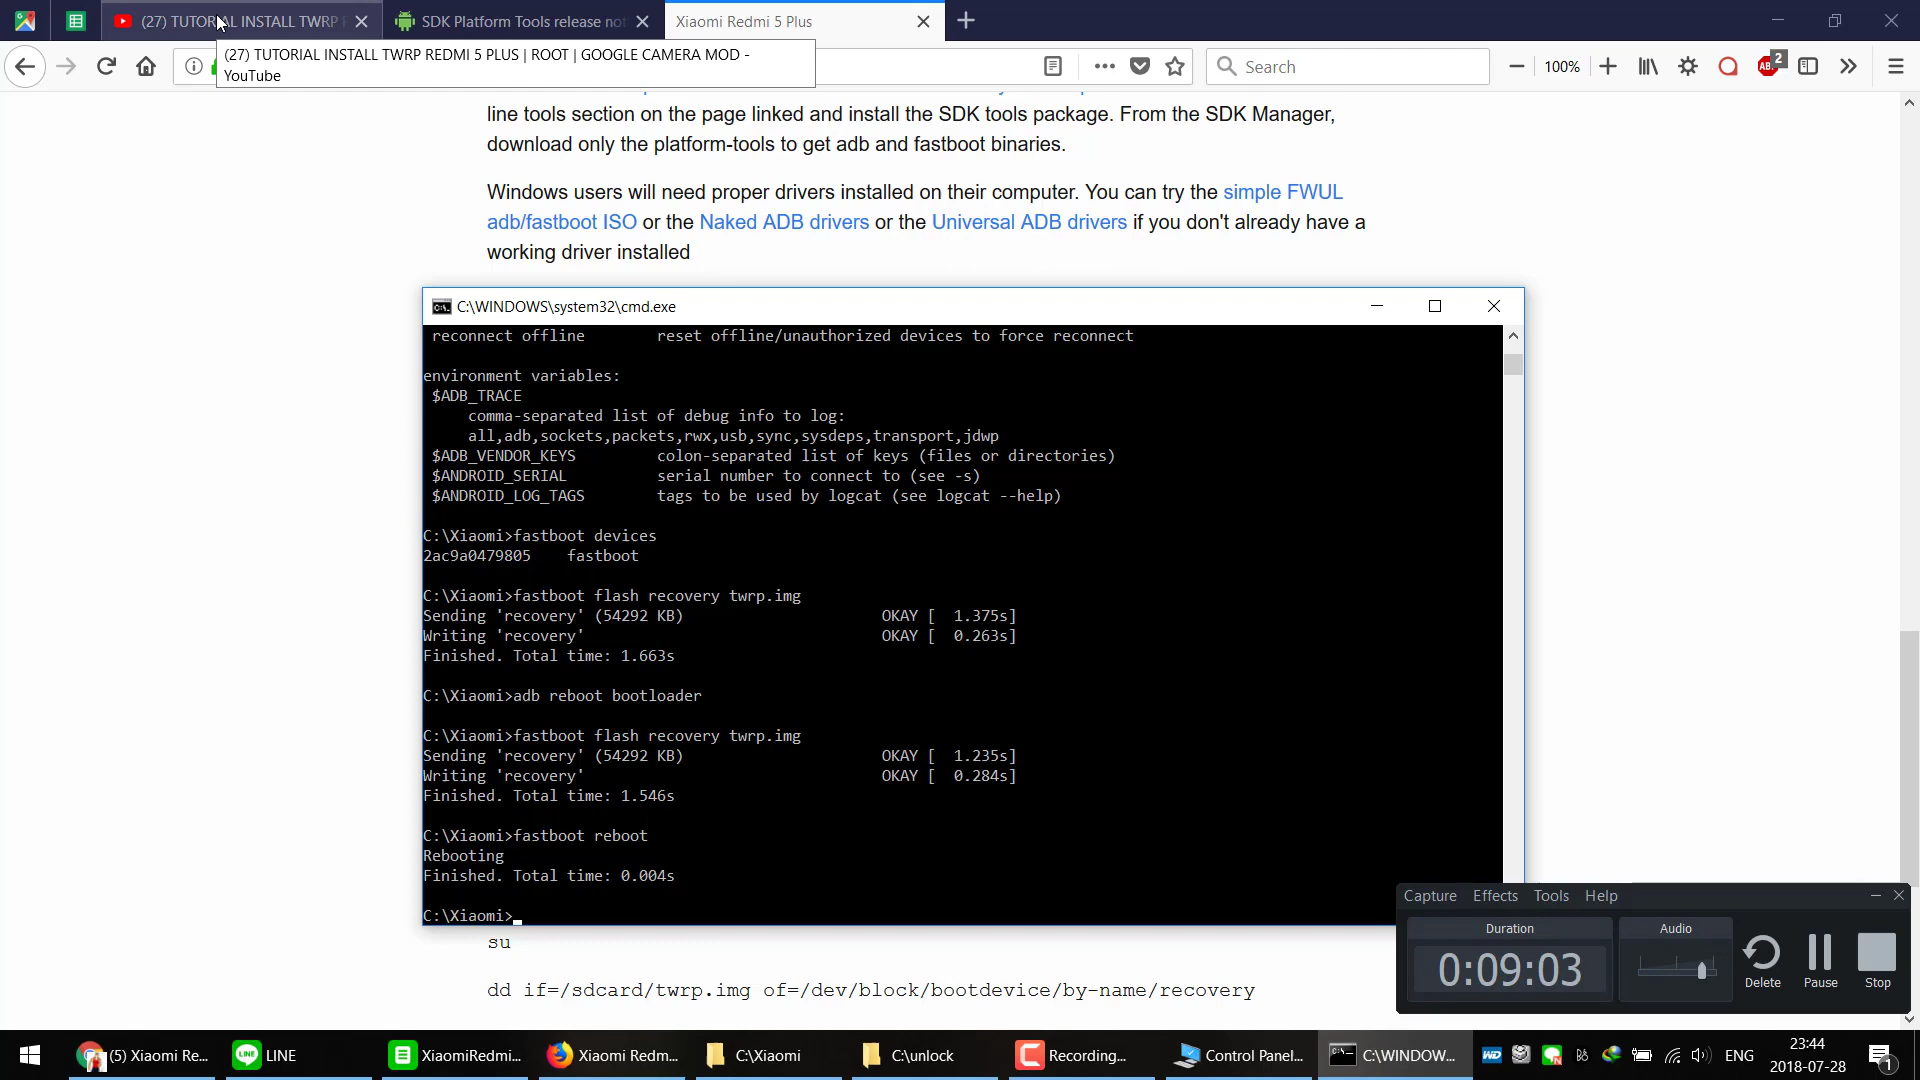 (27) TUTORIAL INSTALL TWRP R
SDK Platform Tools release not
Xiaomi Redmi 5 Plus
(27) TUTORIAL INSTALL TWRP REDMI 5 PLUS | ROOT | GOOGLE CAMERA MOD -
YouTube
Search
100%
2
line tools section on the page linked and install the SDK tools package. From the SDK Manager,
download only the platform-tools to get adb and fastboot binaries.
Windows users will need proper drivers installed on their computer. You can try the simple FWUL
adb/fastboot ISO or the Naked ADB drivers or the Universal ADB drivers if you don't already have a
working driver installed
C:\WINDOWS\system32\cmd.exe
reconnect offline reset offline/unauthorized devices to force reconnect
environment variables:
$ADB_TRACE
comma-separated list of debug info to log:
all,adb,sockets,packets,rwx,usb,sync,sysdeps,transport,jdwp
$ADB_VENDOR_KEYS colon-separated list of keys (files or directories)
$ANDROID_SERIAL serial number to connect to (see -s)
$ANDROID_LOG_TAGS tags to be used by logcat (see logcat --help)
C:\Xiaomi>fastboot devices
2ac9a0479805 fastboot
C:\Xiaomi>fastboot flash recovery twrp.img
Sending 'recovery' (54292 KB) OKAY [ 1.375s]
Writing 'recovery' OKAY [ 0.263s]
Finished. Total time: 1.663s
C:\Xiaomi>adb reboot bootloader
C:\Xiaomi>fastboot flash recovery twrp.img
Sending 'recovery' (54292 KB) OKAY [ 1.235s]
Writing 'recovery' OKAY [ 0.284s]
Finished. Total time: 1.546s
C:\Xiaomi>fastboot reboot
Rebooting
Finished. Total time: 0.004s
C:\Xiaomi>
su
dd if=/sdcard/twrp.img of=/dev/block/bootdevice/by-name/recovery
Capture Effects Tools Help
Duration
Audio
0:09:03
Delete
Pause
Stop
(5) Xiaomi Re...
LINE
XiaomiRedmi...
Xiaomi Redm...
C:\Xiaomi
C:\unlock
Recording...
Control Panel...
C:\WINDOW...
ENG
23:44
2018-07-28
1